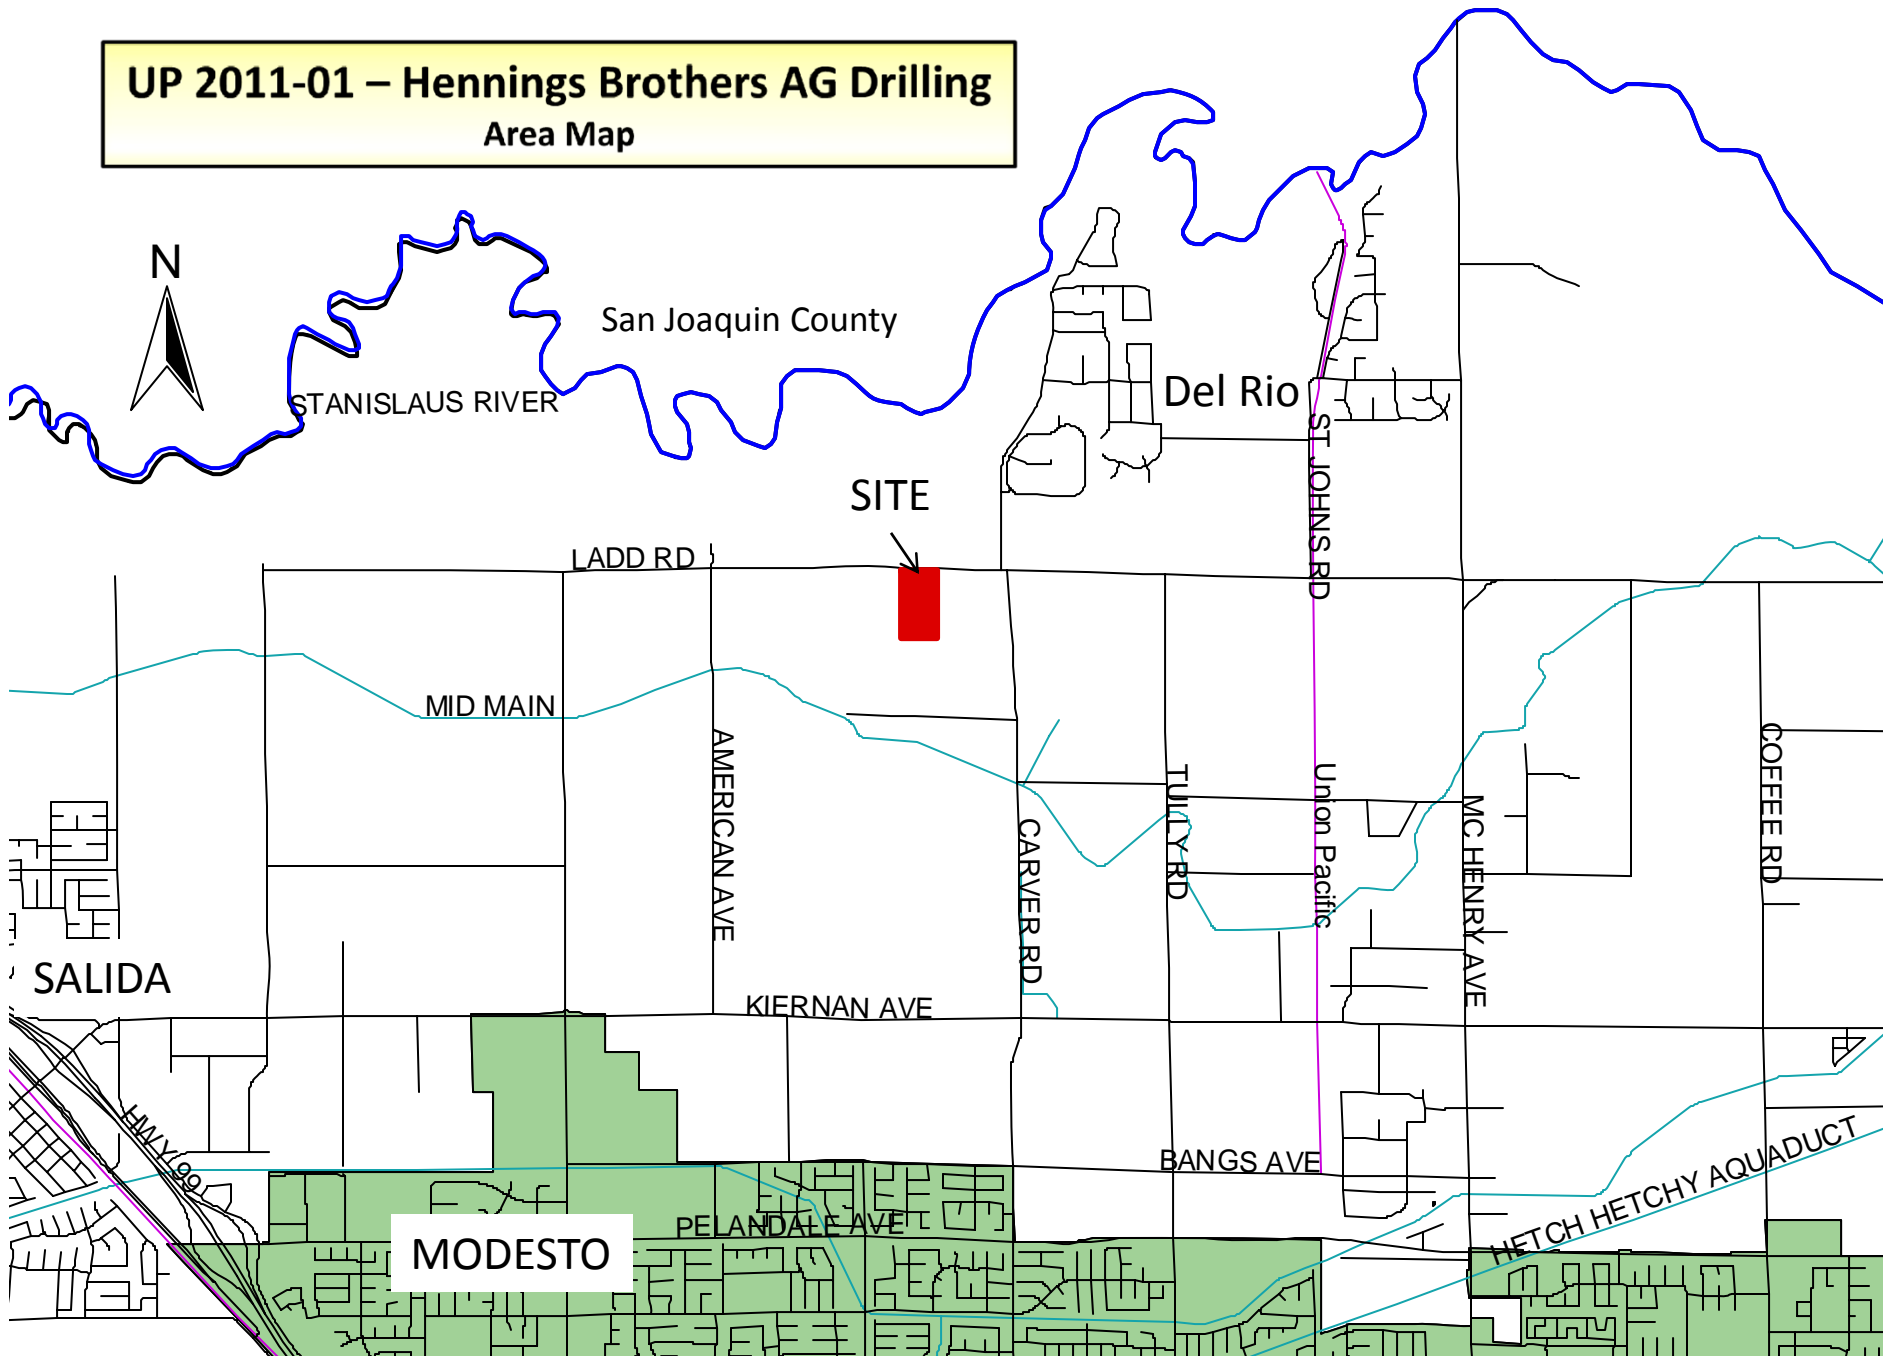 UP 2011-01 – Hennings Brothers AG Drilling
Area Map
N
San Joaquin County
STANISLAUS RIVER
Del Rio
ST JOHNS RD
SITE
LADD RD
MID MAIN
AMERICAN AVE
CARVER RD
TULLY RD
Union Pacific
MC HENRY AVE
COFFEE RD
SALIDA
KIERNAN AVE
HWY 99
BANGS AVE
HETCH HETCHY AQUADUCT
PELANDALE AVE
MODESTO